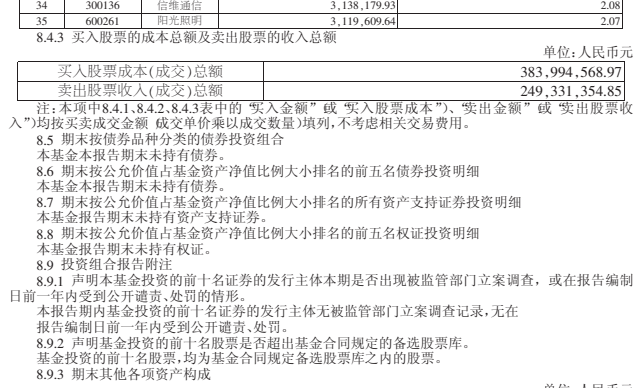 34 300136 信维通信 3,138,179.93 2.08
35 600261 阳光照明 3,119,609.64 2.07
8.4.3 买入股票的成本总额及卖出股票的收入总额
单位:人民币元
买入股票成本(成交)总额 383,994,568.97
卖出股票收入(成交)总额 249,331,354.85
注:本项中8.4.1、8.4.2、8.4.3表中的“买入金额”(或“买入股票成本”)、“卖出金额”(或“卖出股票收
入”)均按买卖成交金额(成交单价乘以成交数量)填列,不考虑相关交易费用。
8.5 期末按债券品种分类的债券投资组合
本基金本报告期末未持有债券。
8.6 期末按公允价值占基金资产净值比例大小排名的前五名债券投资明细
本基金本报告期末未持有债券。
8.7 期末按公允价值占基金资产净值比例大小排名的所有资产支持证券投资明细
本基金报告期末未持有资产支持证券。
8.8 期末按公允价值占基金资产净值比例大小排名的前五名权证投资明细
本基金报告期末未持有权证。
8.9 投资组合报告附注
8.9.1 声明本基金投资的前十名证券的发行主体本期是否出现被监管部门立案调查，或在报告编制
日前一年内受到公开谴责、处罚的情形。
本报告期内基金投资的前十名证券的发行主体无被监管部门立案调查记录,无在
报告编制日前一年内受到公开谴责、处罚。
8.9.2 声明基金投资的前十名股票是否超出基金合同规定的备选股票库。
基金投资的前十名股票,均为基金合同规定备选股票库之内的股票。
8.9.3 期末其他各项资产构成
单位:人民币元